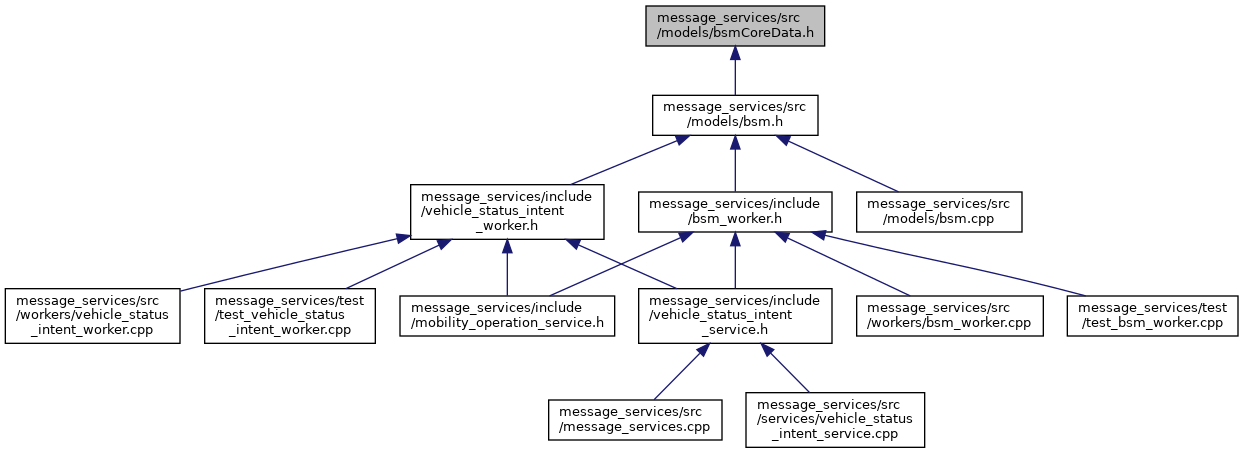 message_services/src
/models/bsmCoreData.h
message_services/src
/models/bsm.h
message_services/include
/vehicle_status_intent
_worker.h
message_services/include
/bsm_worker.h
message_services/src
/models/bsm.cpp
message_services/src
/workers/vehicle_status
_intent_worker.cpp
message_services/test
/test_vehicle_status
_intent_worker.cpp
message_services/include
/mobility_operation_service.h
message_services/include
/vehicle_status_intent
_service.h
message_services/src
/workers/bsm_worker.cpp
message_services/test
/test_bsm_worker.cpp
message_services/src
/message_services.cpp
message_services/src
/services/vehicle_status
_intent_service.cpp